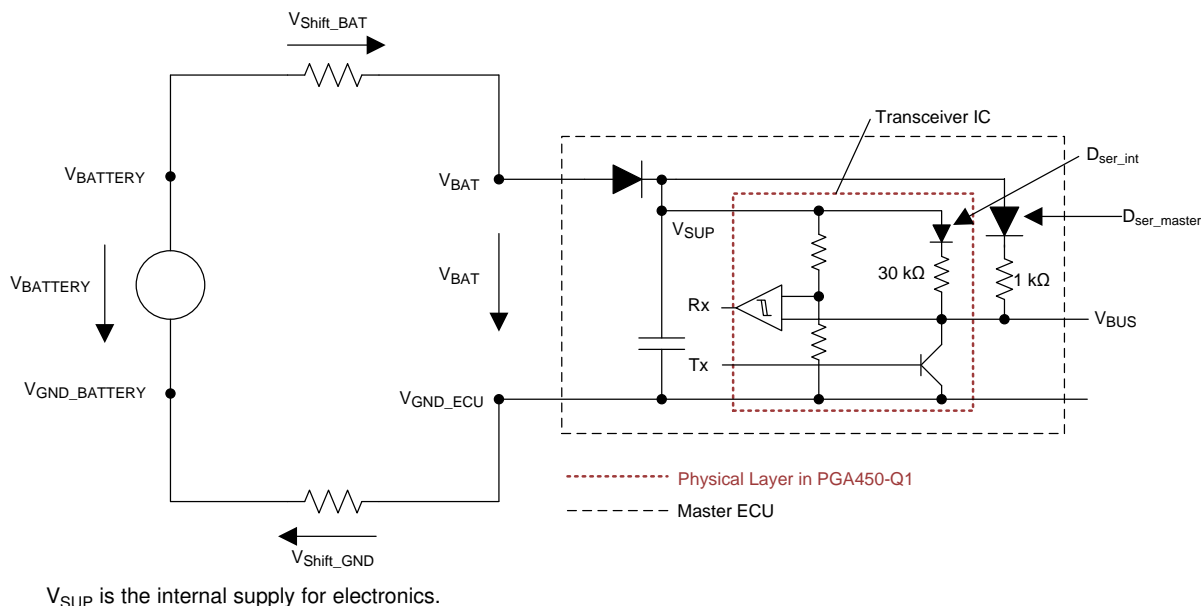 VShift_BAT
Transceiver IC
Dser_int
VBATTERY
VBAT
Dser_master
VSUP
VBATTERY
VBAT
30 kΩ
1 kΩ
Rx
VBUS
Tx
VGND_BATTERY
VGND_ECU
Physical Layer in PGA450-Q1
Master ECU
VShift_GND
VSUP is the internal supply for electronics.